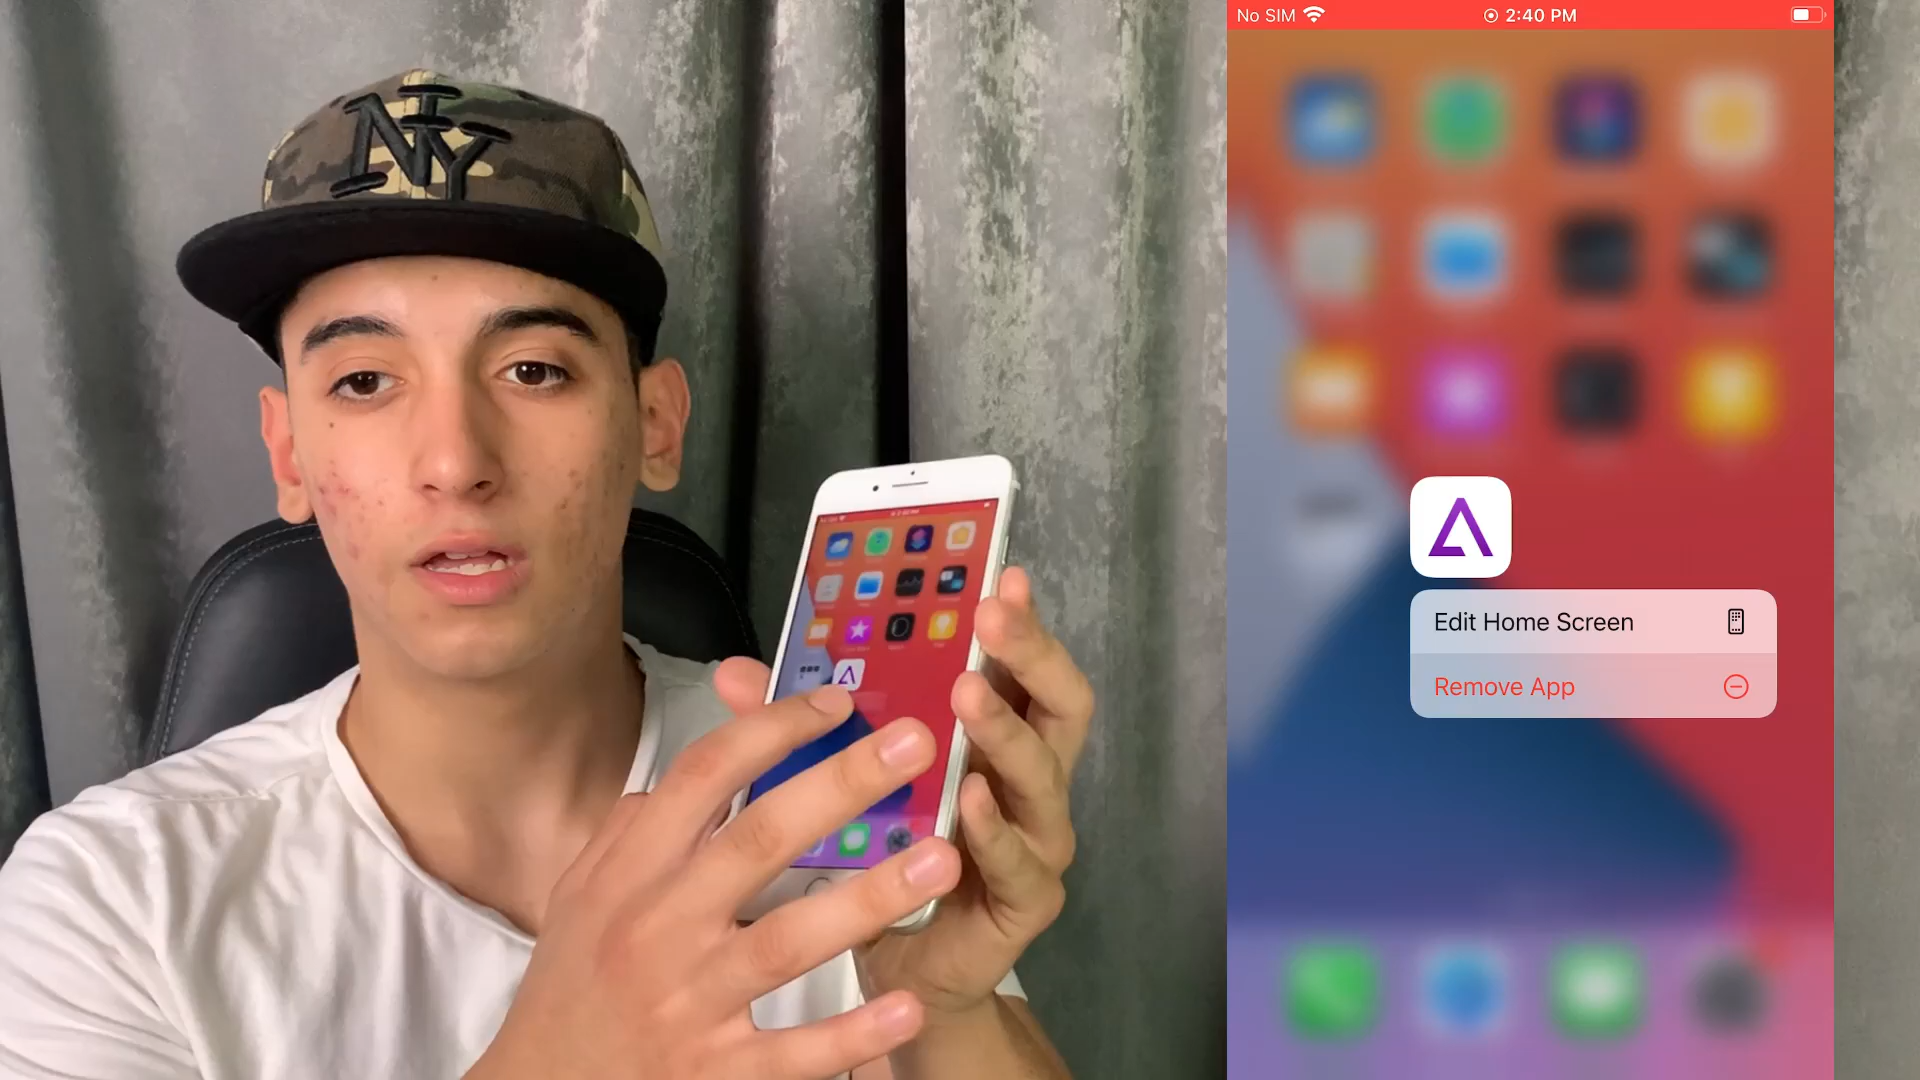 NY
No SIM
2:40 PM
Edit Home Screen
Remove App